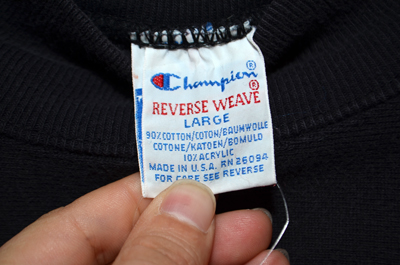 Champion®
REVERSE WEAVE®
LARGE
90% COTTON/COTON/BAUMWOLLE
COTONE/KATOEN/BOMULD
10% ACRYLIC
MADE IN U.S.A. RN 26094
FOR CARE SEE REVERSE